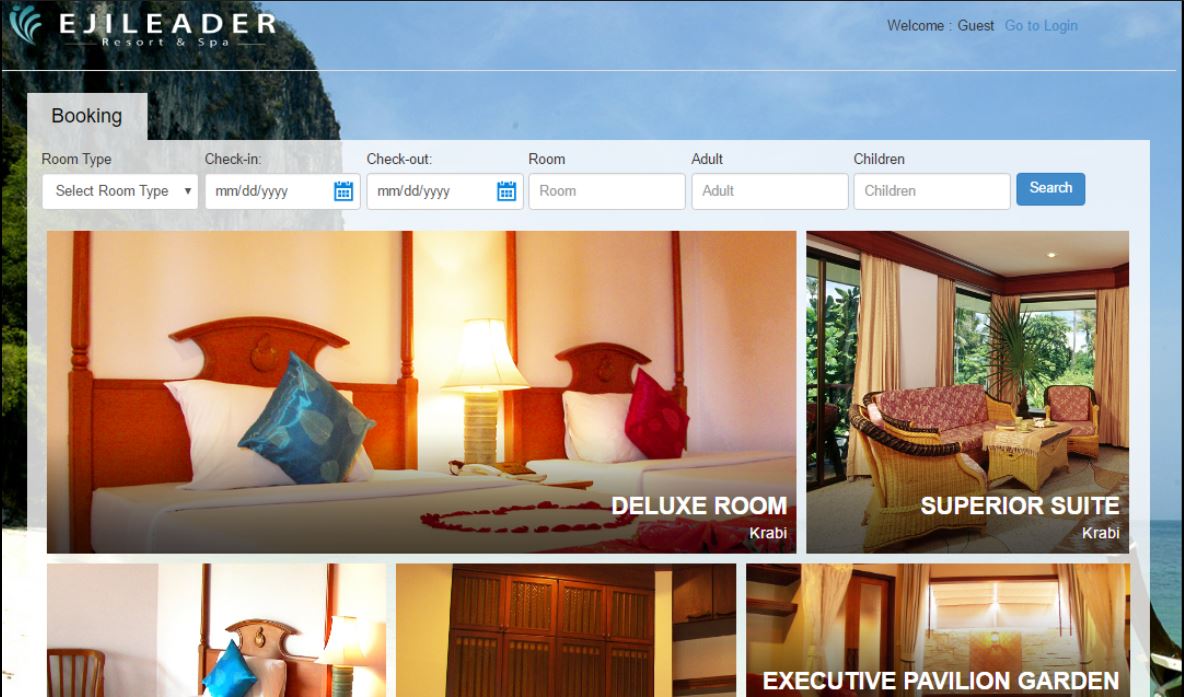 EJILEADER
Resort & Spa
Welcome : Guest Go to Login
Booking
Room Type Check-in: Check-out: Room Adult Children
Select Room Type mm/dd/yyyy mm/dd/yyyy Room Adult Children Search
DELUXE ROOM
Krabi
SUPERIOR SUITE
Krabi
EXECUTIVE PAVILION GARDEN